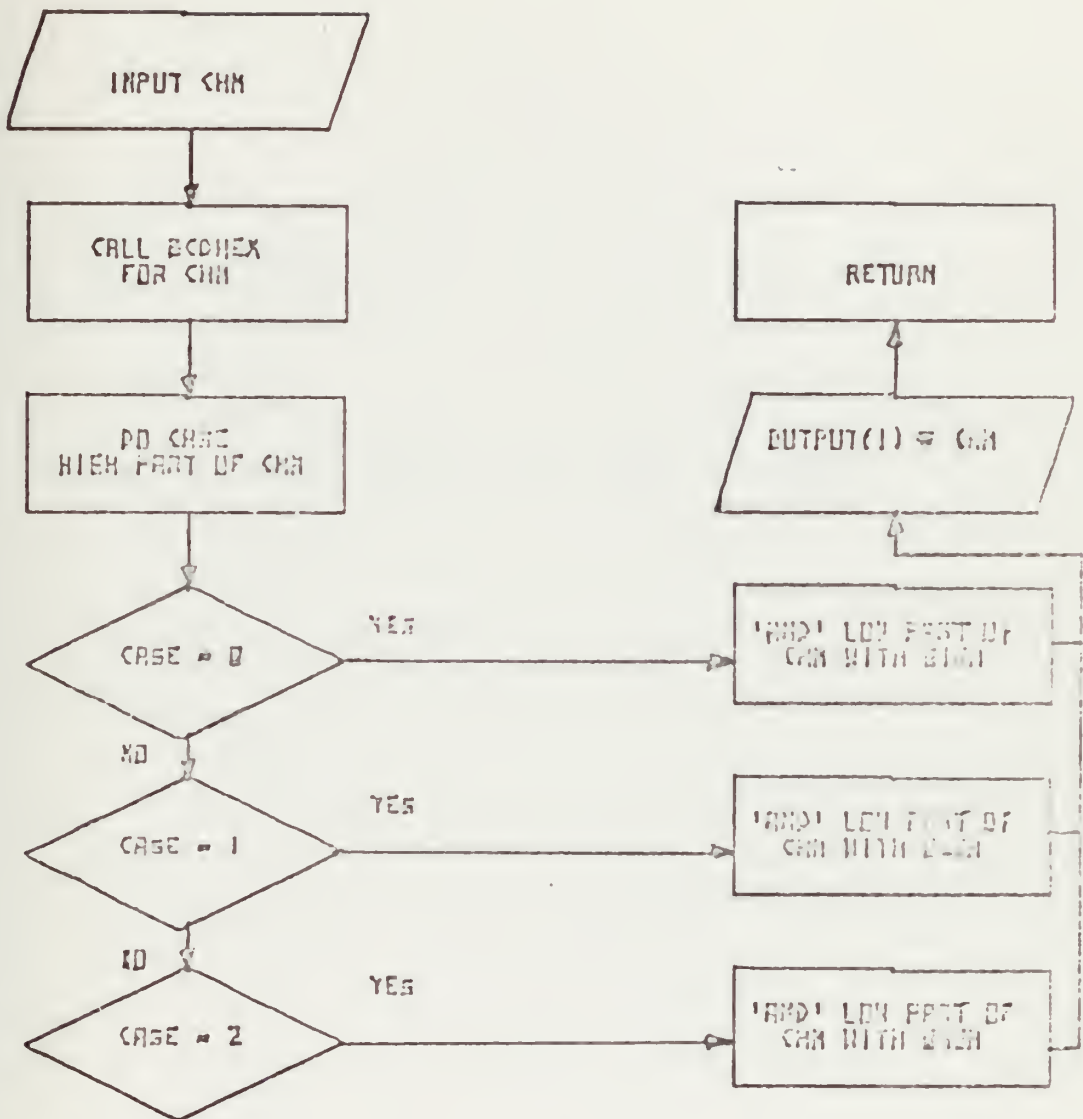 INPUT CHN
CALL BCDHEX
FOR CHN
DO CASE
HIGH PART OF CHN
CASE = 0
YES
NO
CASE = 1
YES
NO
CASE = 2
YES
RETURN
OUTPUT(1) = CHN
'AND' LOW PART OF
CHN WITH
'AND' LOW PART OF
CHN WITH
'AND' LOW PART OF
CHN WITH